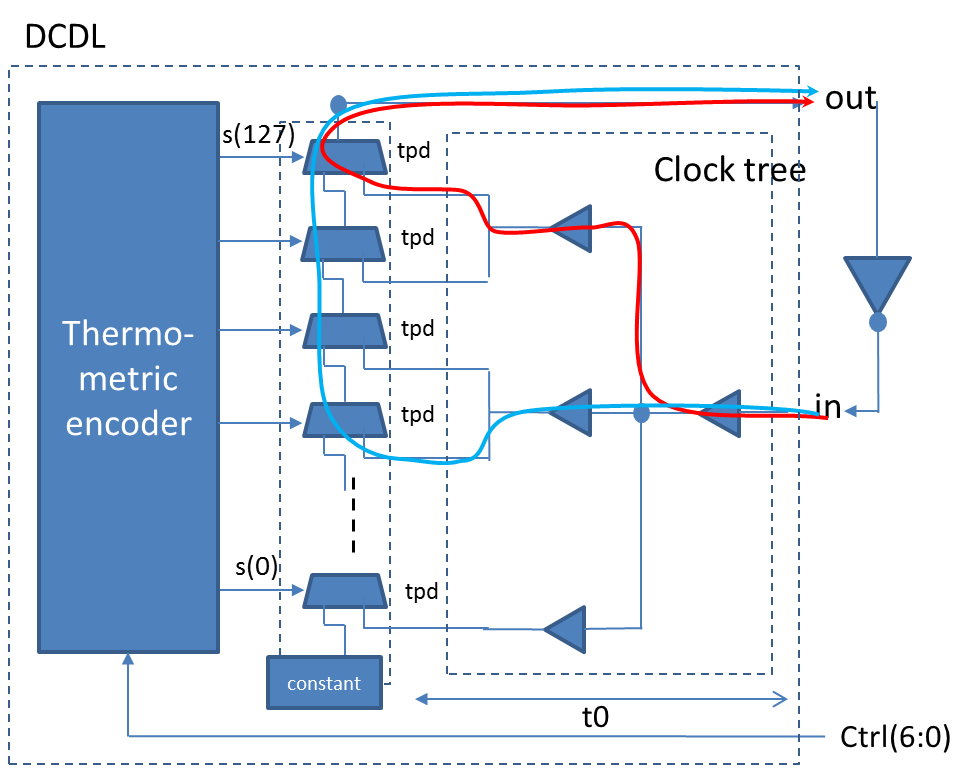 DCDL
out
s(127)
tpd
Clock tree
tpd
Thermo-
metric
encoder
tpd
tpd
in
s(0)
tpd
constant
t0
Ctrl(6:0)